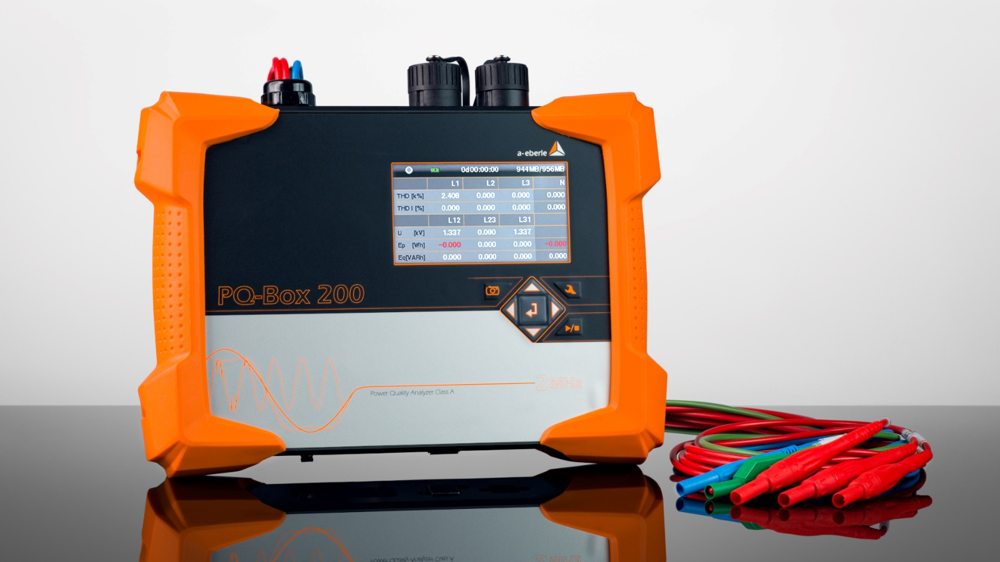 a-eberle
0d 00:00:00 944MB/956MB
L1 L2 L3 N
THD [k%] 2.408 0.000 0.000 0.000
THD I [%] 0.000 0.000 0.000 0.000
L12 L23 L31
U [kV] 1.337 0.000 1.337
Ep [Wh] -0.000 0.000 0.000 -0.000
Eq[VARh] 0.000 0.000 0.000 0.000
PQ-Box 200
2 MHz
Power Quality Analyzer Class A